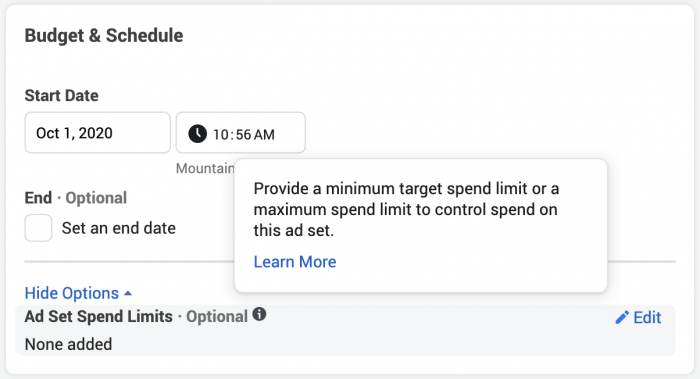 Budget & Schedule
Start Date
Oct 1, 2020
10:56 AM
Mountain
Provide a minimum target spend limit or a
maximum spend limit to control spend on
this ad set.
Learn More
End · Optional
Set an end date
Hide Options
Ad Set Spend Limits · Optional
Edit
None added